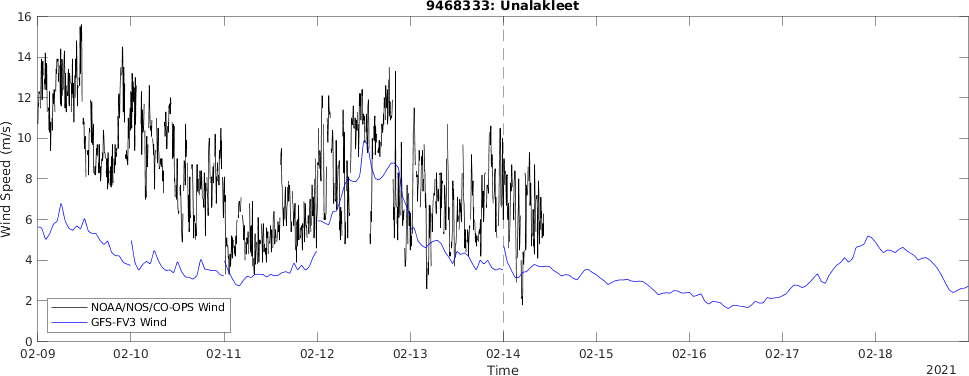 9468333: Unalakleet
16
14
12
10
8
6
4
2
0
Wind Speed (m/s)
NOAA/NOS/CO-OPS Wind
GFS-FV3 Wind
02-09 02-10 02-11 02-12 02-13 02-14 02-15 02-16 02-17 02-18
Time
2021